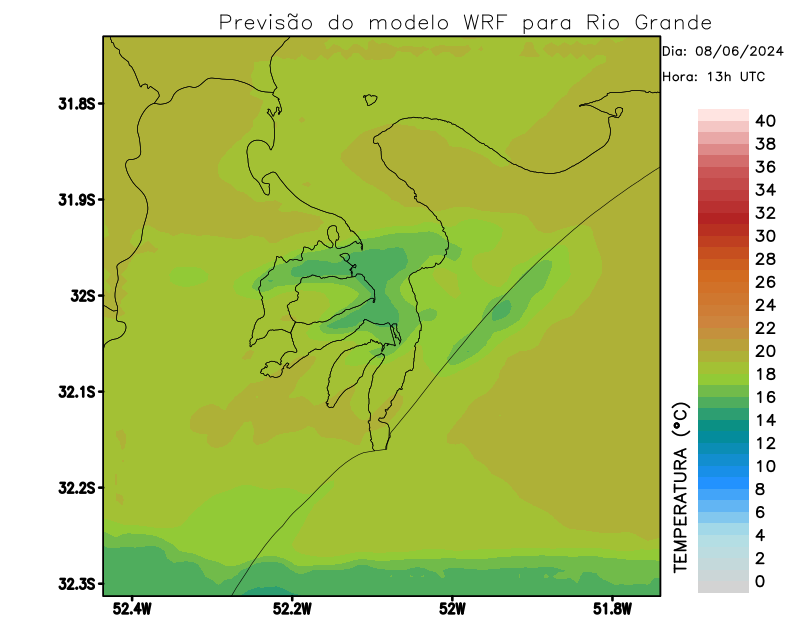 Previsão do modelo WRF para Rio Grande
Dia: 08/06/2024
Hora: 13h UTC
31.8S
31.9S
32S
32.1S
32.2S
32.3S
52.4W
52.2W
52W
51.8W
TEMPERATURA (°C)
40
38
36
34
32
30
28
26
24
22
20
18
16
14
12
10
8
6
4
2
0